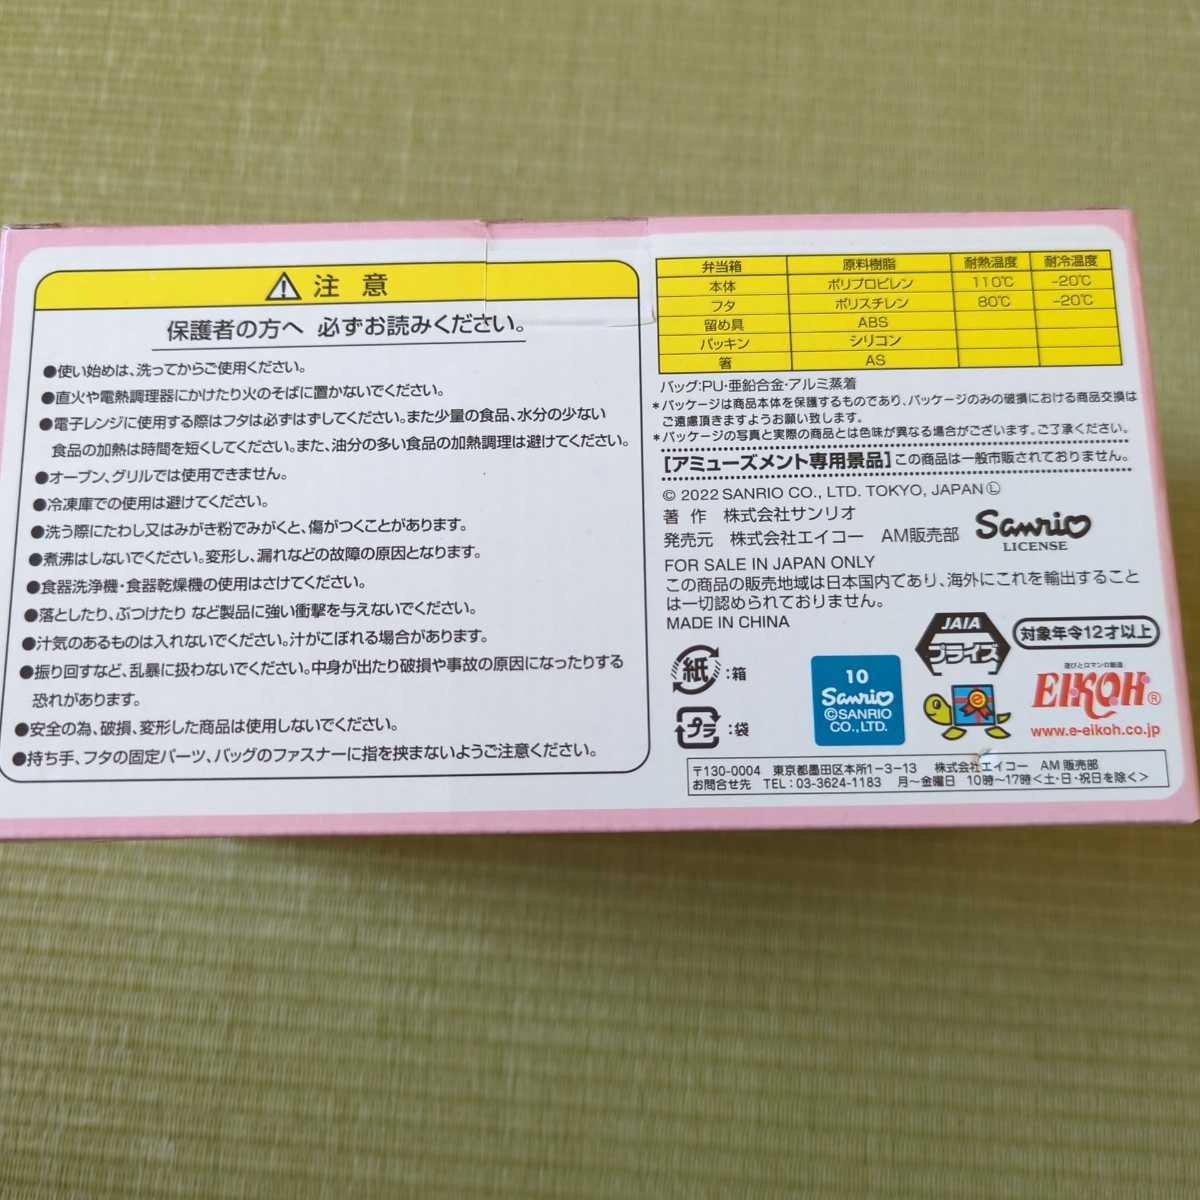 注 意
保護者の方へ 必ずお読みください。
●使い始めは、洗ってからご使用ください。
●直火や電熱調理器にかけたり火のそばに置かないでください。
●電子レンジに使用する際はフタは必ずはずしてください。また少量の食品、水分の少ない
食品の加熱は時間を短くしてください。また、油分の多い食品の加熱調理は避けてください。
●オーブン、グリルでは使用できません。
●冷凍庫での使用は避けてください。
●洗う際にたわし又はみがき粉でみがくと、傷がつくことがあります。
●煮沸はしないでください。変形し、漏れなどの故障の原因となります。
●食器洗浄機・食器乾燥機の使用はさけてください。
●落としたり、ぶつけたり など製品に強い衝撃を与えないでください。
●汁気のあるものは入れないでください。汁がこぼれる場合があります。
●振り回すなど、乱暴に扱わないでください。中身が出たり破損や事故の原因になったりする
恐れがあります。
●安全の為、破損、変形した商品は使用しないでください。
●持ち手、フタの固定パーツ、バッグのファスナーに指を挟まないようご注意ください。
弁当箱 原料樹脂 耐熱温度 耐冷温度
本体 ポリプロピレン 110℃ -20℃
フタ ポリスチレン 80℃ -20℃
留め具 ABS
パッキン シリコン
箸 AS
バッグ:PU・亜鉛合金・アルミ蒸着
*パッケージは商品本体を保護するものであり、パッケージのみの破損における商品交換は
ご遠慮頂きますようお願い致します。
*パッケージの写真と実際の商品とは色味が異なる場合がございます。ご了承ください。
[アミューズメント専用景品]この商品は一般市販されておりません。
© 2022 SANRIO CO., LTD. TOKYO, JAPAN Ⓛ
著 作 株式会社サンリオ
発売元 株式会社エイコー AM販売部
Sanrio
LICENSE
FOR SALE IN JAPAN ONLY
この商品の販売地域は日本国内であり、海外にこれを輸出すること
は一切認められておりません。
MADE IN CHINA
JAIA
プライズ
対象年令12才以上
紙 :箱
プラ :袋
10
Sanrio
©SANRIO
CO., LTD.
e
遊びとロマンの創造
EIKOH®
www.e-eikoh.co.jp
〒130-0004 東京都墨田区本所1-3-13 株式会社エイコー AM販売部
お問合せ先 TEL：03-3624-1183 月〜金曜日 10時〜17時<土・日・祝日を除く>